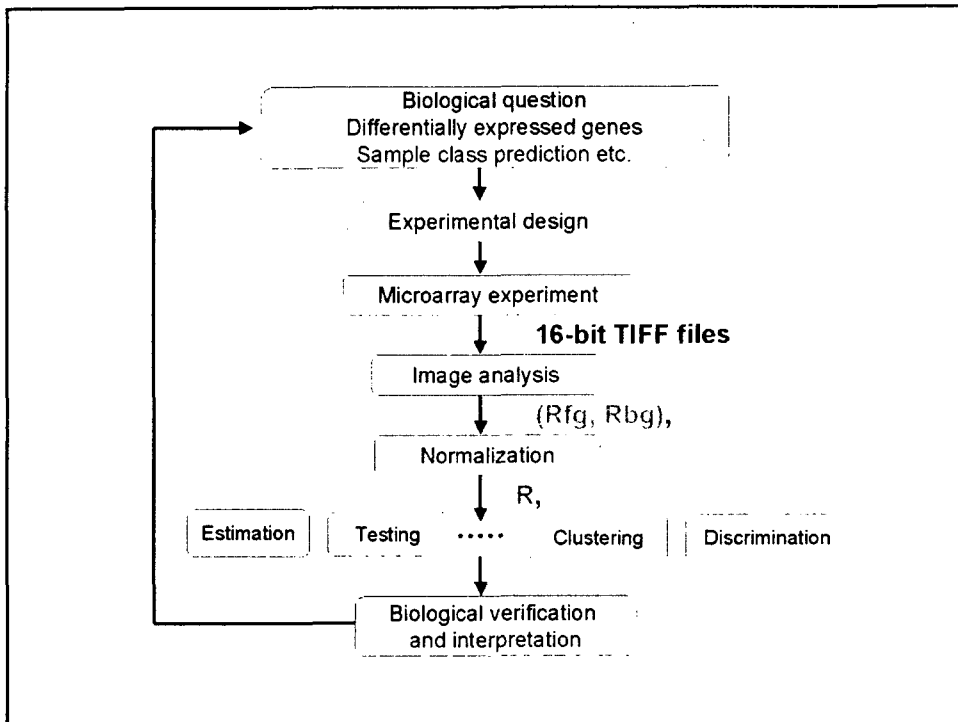 Biological question
Differentially expressed genes
Sample class prediction etc.
Experimental design
Microarray experiment
16-bit TIFF files
Image analysis
(Rfg, Rbg),
Normalization
R,
Estimation Testing ..... Clustering Discrimination
Biological verification
and interpretation